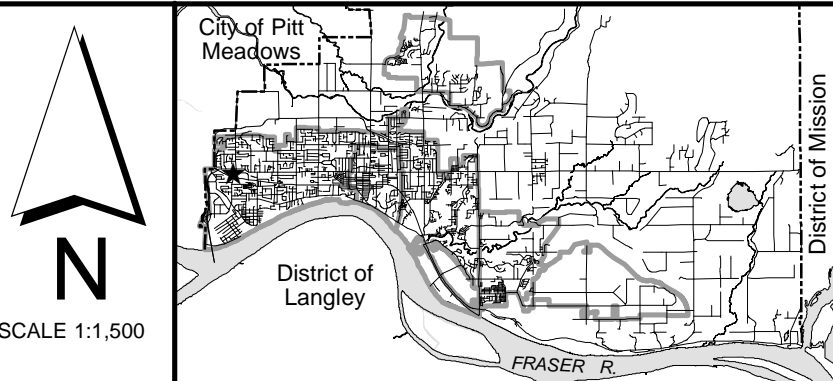 N
SCALE 1:1,500
City of Pitt
Meadows
District of
Langley
FRASER R.
District of Mission